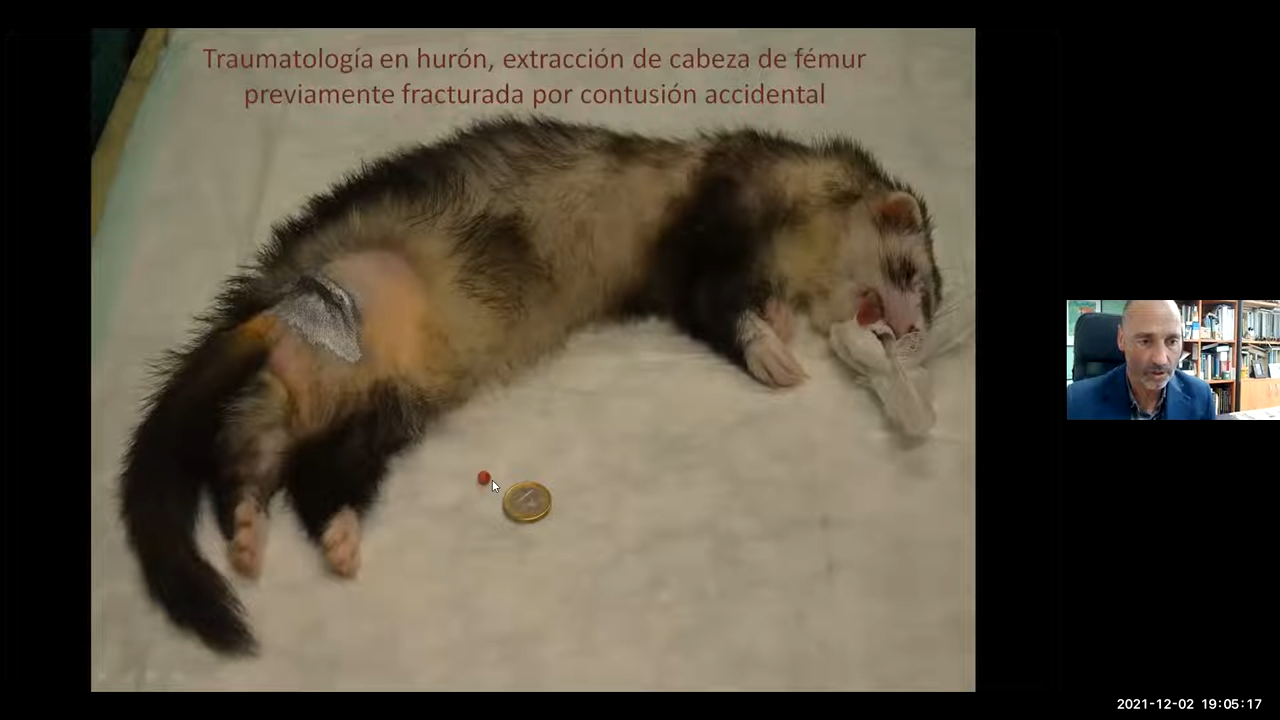 Traumatología en hurón, extracción de cabeza de fémur
previamente fracturada por contusión accidental
2021-12-02 19:05:17